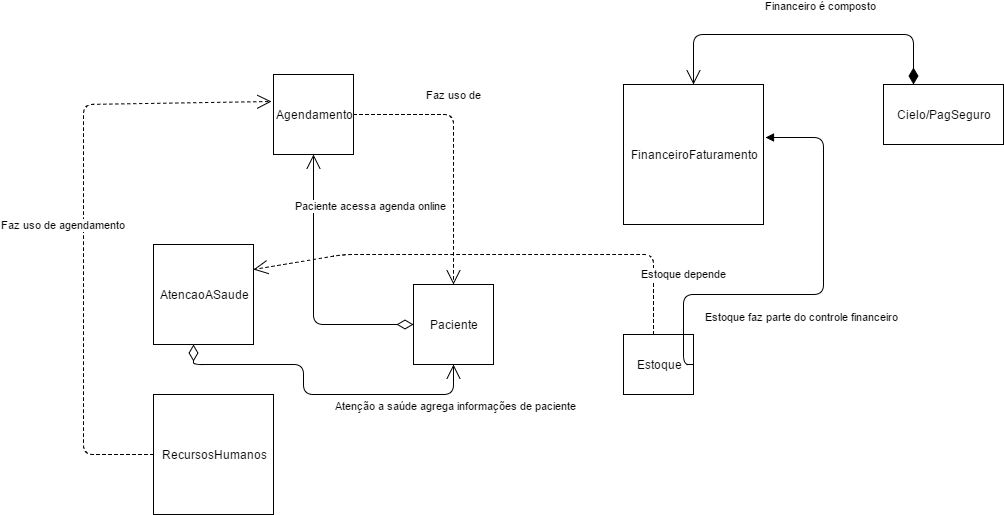 Financeiro é composto
Faz uso de
Agendamento
Cielo/PagSeguro
FinanceiroFaturamento
Paciente acessa agenda online
Faz uso de agendamento
Estoque depende
AtencaoASaude
Estoque faz parte do controle financeiro
Paciente
Estoque
Atenção a saúde agrega informações de paciente
RecursosHumanos